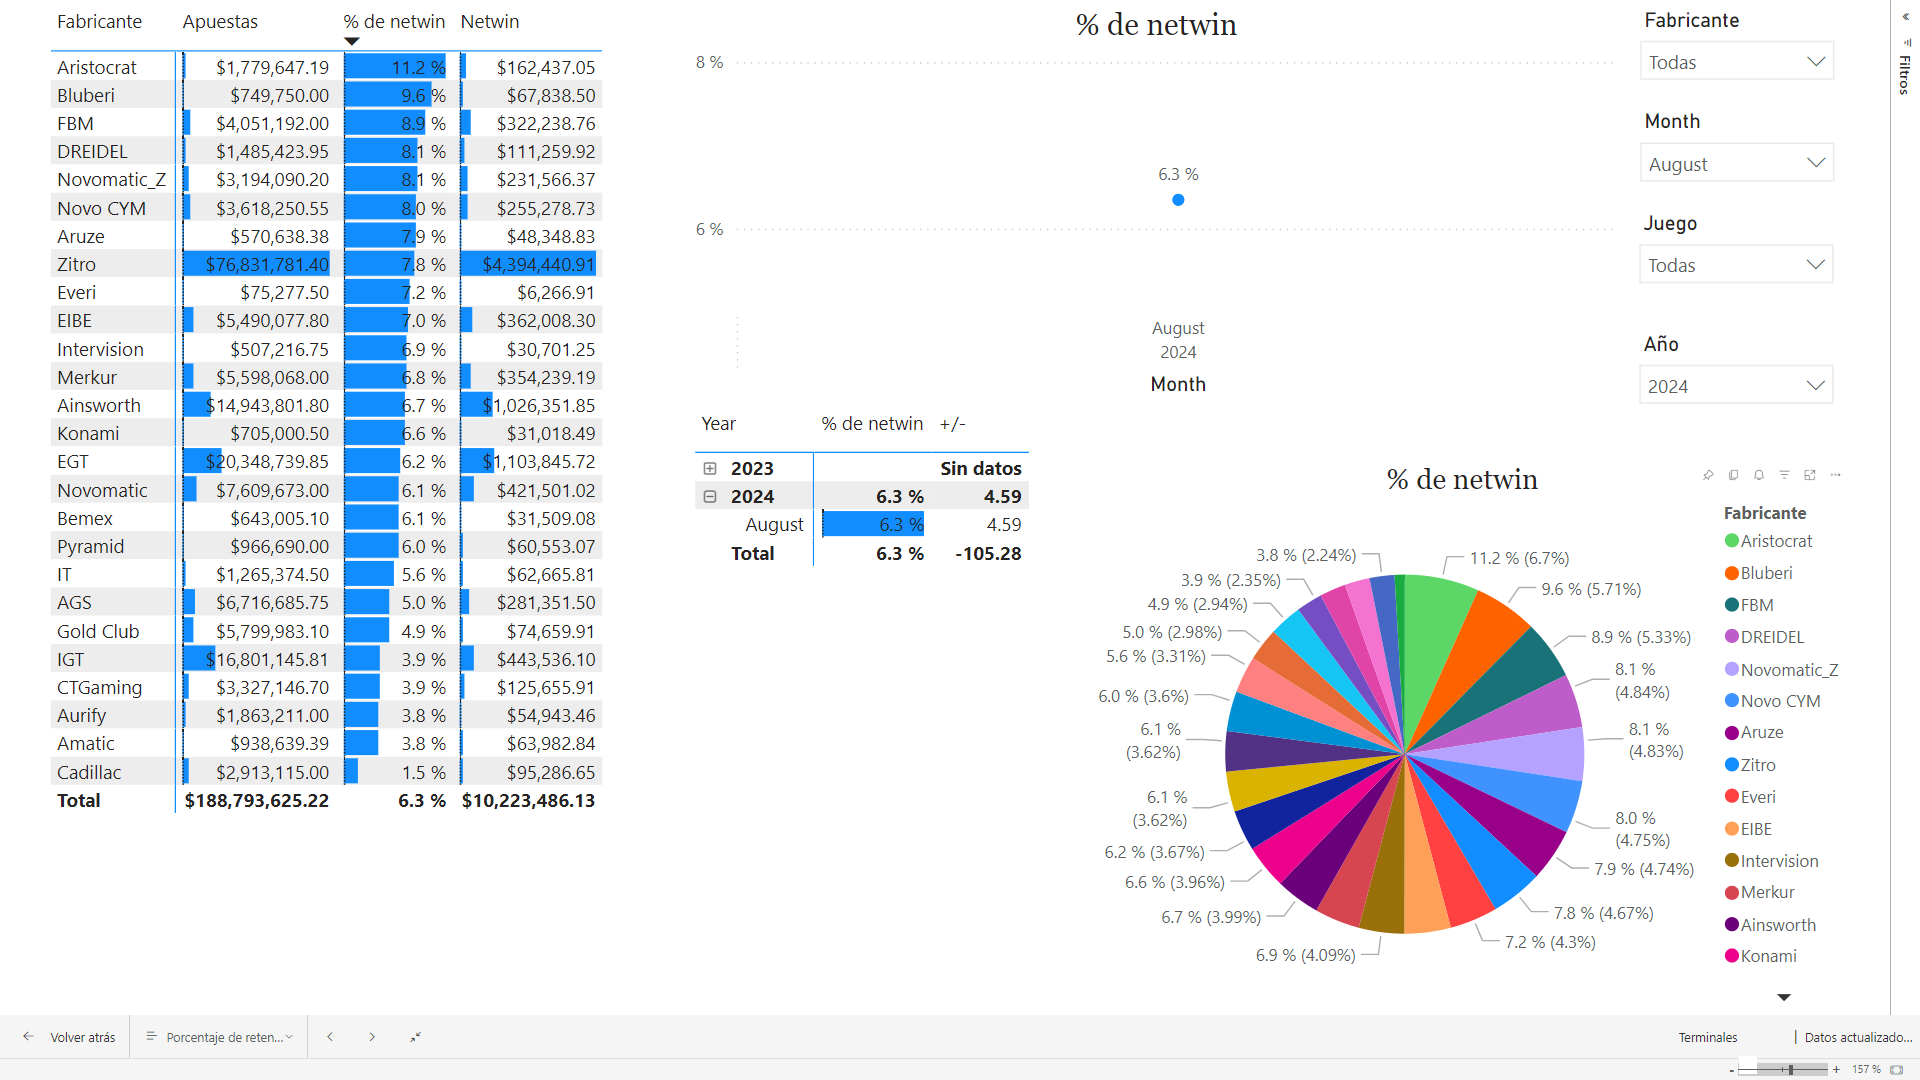 Fabricante Apuestas % de netwin Netwin
Aristocrat $1,779,647.19 11.2 % $162,437.05
Bluberi $749,750.00 9.6 % $67,838.50
FBM $4,051,192.00 8.9 % $322,238.76
DREIDEL $1,485,423.95 8.1 % $111,259.92
Novomatic_Z $3,194,090.20 8.1 % $231,566.37
Novo CYM $3,618,250.55 8.0 % $255,278.73
Aruze $570,638.38 7.9 % $48,348.83
Zitro $76,831,781.40 7.8 % $4,394,440.91
Everi $75,277.50 7.2 % $6,266.91
EIBE $5,490,077.80 7.0 % $362,008.30
Intervision $507,216.75 6.9 % $30,701.25
Merkur $5,598,068.00 6.8 % $354,239.19
Ainsworth $14,943,801.80 6.7 % $1,026,351.85
Konami $705,000.50 6.6 % $31,018.49
EGT $20,348,739.85 6.2 % $1,103,845.72
Novomatic $7,609,673.00 6.1 % $421,501.02
Bemex $643,005.10 6.1 % $31,509.08
Pyramid $966,690.00 6.0 % $60,553.07
IT $1,265,374.50 5.6 % $62,665.81
AGS $6,716,685.75 5.0 % $281,351.50
Gold Club $5,799,983.10 4.9 % $74,659.91
IGT $16,801,145.81 3.9 % $443,536.10
CTGaming $3,327,146.70 3.9 % $125,655.91
Aurify $1,863,211.00 3.8 % $54,943.46
Amatic $938,639.39 3.8 % $63,982.84
Cadillac $2,913,115.00 1.5 % $95,286.65
Total $188,793,625.22 6.3 % $10,223,486.13
% de netwin
8 %
6.3 %
6 %
August
2024
Month
Year % de netwin +/-
2023 Sin datos
2024 6.3 % 4.59
August 6.3 % 4.59
Total 6.3 % -105.28
Fabricante
Todas
Month
August
Juego
Todas
Año
2024
Filtros
% de netwin
3.8 % (2.24%)
3.9 % (2.35%)
4.9 % (2.94%)
5.0 % (2.98%)
5.6 % (3.31%)
6.0 % (3.6%)
6.1 %
(3.62%)
6.1 %
(3.62%)
6.2 % (3.67%)
6.6 % (3.96%)
6.7 % (3.99%)
6.9 % (4.09%)
11.2 % (6.7%)
9.6 % (5.71%)
8.9 % (5.33%)
8.1 %
(4.84%)
8.1 %
(4.83%)
8.0 %
(4.75%)
7.9 % (4.74%)
7.8 % (4.67%)
7.2 % (4.3%)
Fabricante
Aristocrat
Bluberi
FBM
DREIDEL
Novomatic_Z
Novo CYM
Aruze
Zitro
Everi
EIBE
Intervision
Merkur
Ainsworth
Konami
Volver atrás
Porcentaje de reten...
Terminales
Datos actualizado...
- + 157 %